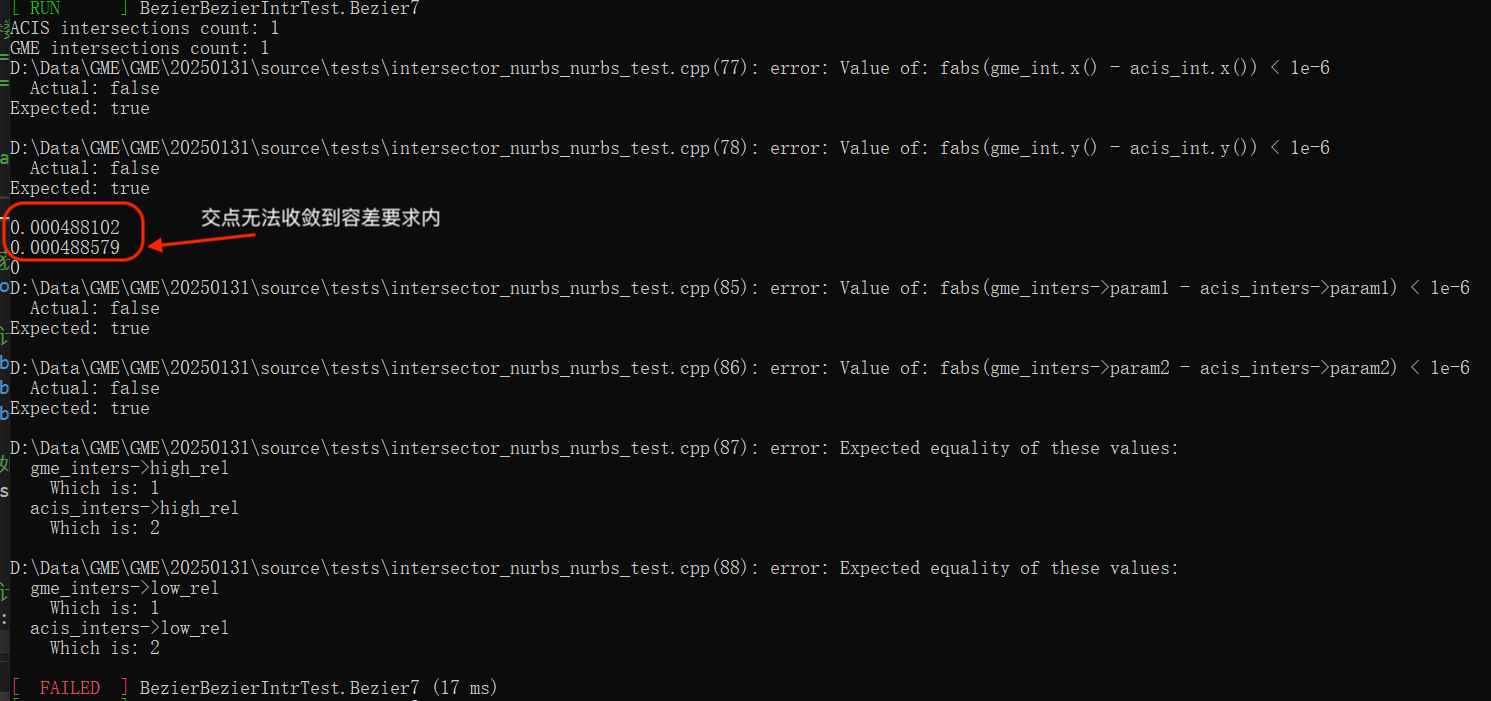 [ RUN      ] BezierBezierIntrTest.Bezier7
ACIS intersections count: 1
GME intersections count: 1
D:\Data\GME\GME\20250131\source\tests\intersector_nurbs_nurbs_test.cpp(77): error: Value of: fabs(gme_int.x() - acis_int.x()) < 1e-6
  Actual: false
Expected: true
D:\Data\GME\GME\20250131\source\tests\intersector_nurbs_nurbs_test.cpp(78): error: Value of: fabs(gme_int.y() - acis_int.y()) < 1e-6
  Actual: false
Expected: true
交点无法收敛到容差要求内
0.000488102
0.000488579
0
D:\Data\GME\GME\20250131\source\tests\intersector_nurbs_nurbs_test.cpp(85): error: Value of: fabs(gme_inters->param1 - acis_inters->param1) < 1e-6
  Actual: false
Expected: true
D:\Data\GME\GME\20250131\source\tests\intersector_nurbs_nurbs_test.cpp(86): error: Value of: fabs(gme_inters->param2 - acis_inters->param2) < 1e-6
  Actual: false
Expected: true
D:\Data\GME\GME\20250131\source\tests\intersector_nurbs_nurbs_test.cpp(87): error: Expected equality of these values:
  gme_inters->high_rel
    Which is: 1
  acis_inters->high_rel
    Which is: 2
D:\Data\GME\GME\20250131\source\tests\intersector_nurbs_nurbs_test.cpp(88): error: Expected equality of these values:
  gme_inters->low_rel
    Which is: 1
  acis_inters->low_rel
    Which is: 2
[  FAILED  ] BezierBezierIntrTest.Bezier7 (17 ms)